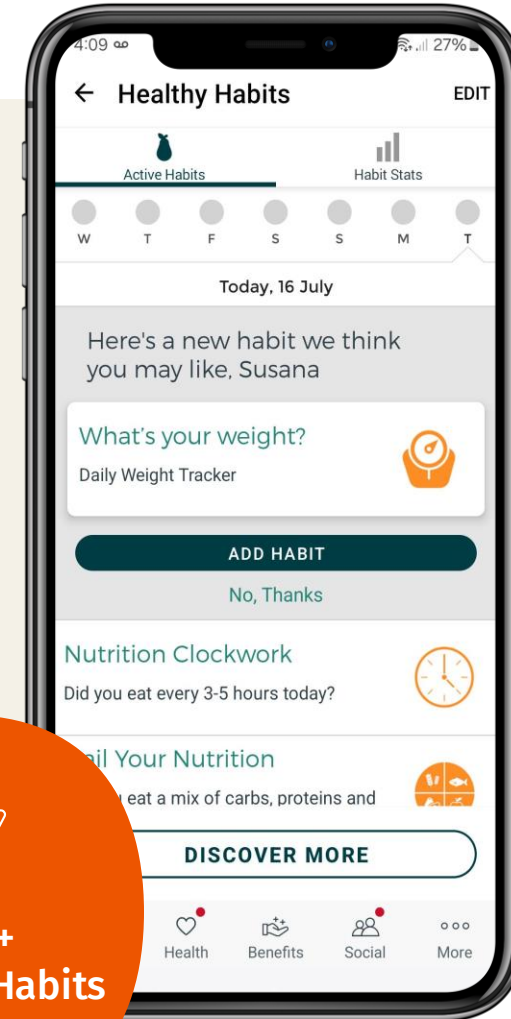 4:09
27%
Healthy Habits
EDIT
Active Habits
Habit Stats
W T F S S M T
Today, 16 July
Here's a new habit we think
you may like, Susana
What's your weight?
Daily Weight Tracker
ADD HABIT
No, Thanks
Nutrition Clockwork
Did you eat every 3-5 hours today?
Your Nutrition
eat a mix of carbs, proteins and
DISCOVER MORE
Health
Benefits
Social
More
+
Habits